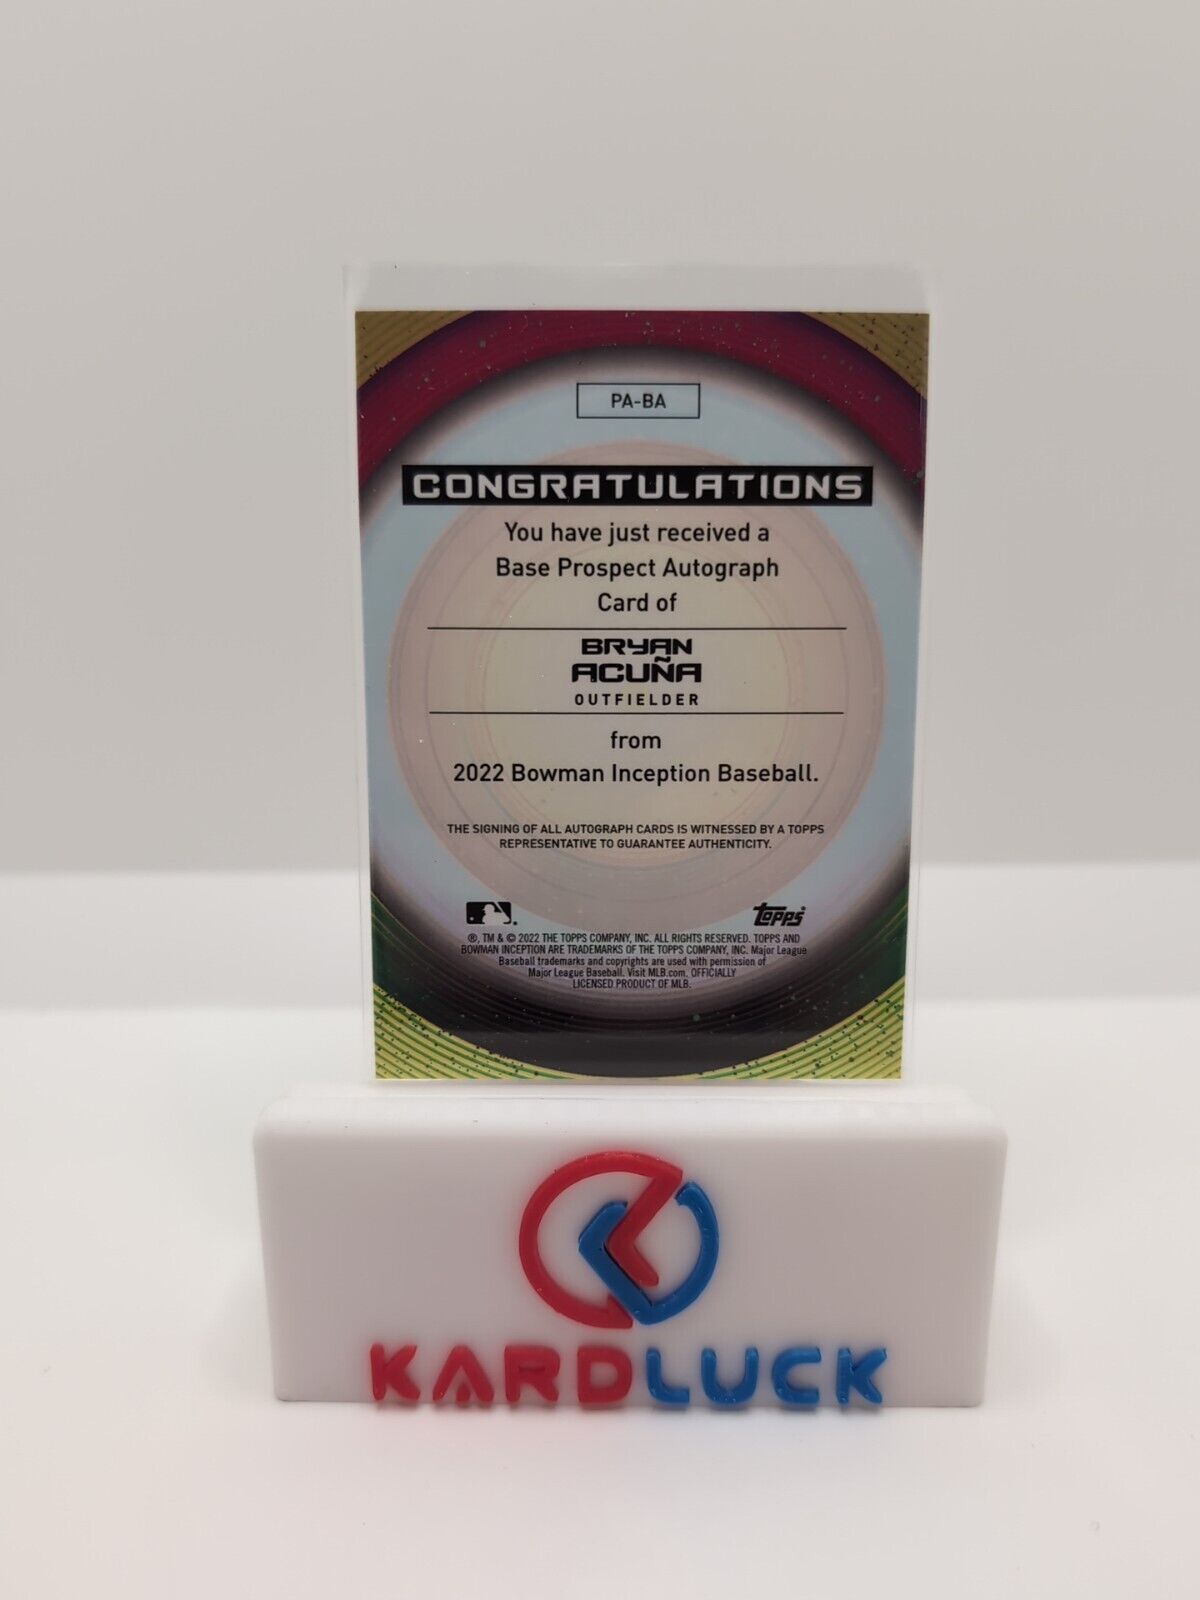 PA-BA
CONGRATULATIONS
You have just received a
Base Prospect Autograph
Card of
BRYAN
ACUÑA
OUTFIELDER
from
2022 Bowman Inception Baseball.
THE SIGNING OF ALL AUTOGRAPH CARDS IS WITNESSED BY A TOPPS
REPRESENTATIVE TO GUARANTEE AUTHENTICITY.
topps
®, TM & © 2022 THE TOPPS COMPANY, INC. ALL RIGHTS RESERVED. TOPPS AND
BOWMAN INCEPTION ARE TRADEMARKS OF THE TOPPS COMPANY, INC. Major League
Baseball trademarks and copyrights are used with permission of
Major League Baseball. Visit MLB.com. OFFICIALLY
LICENSED PRODUCT OF MLB.
KARDLUCK